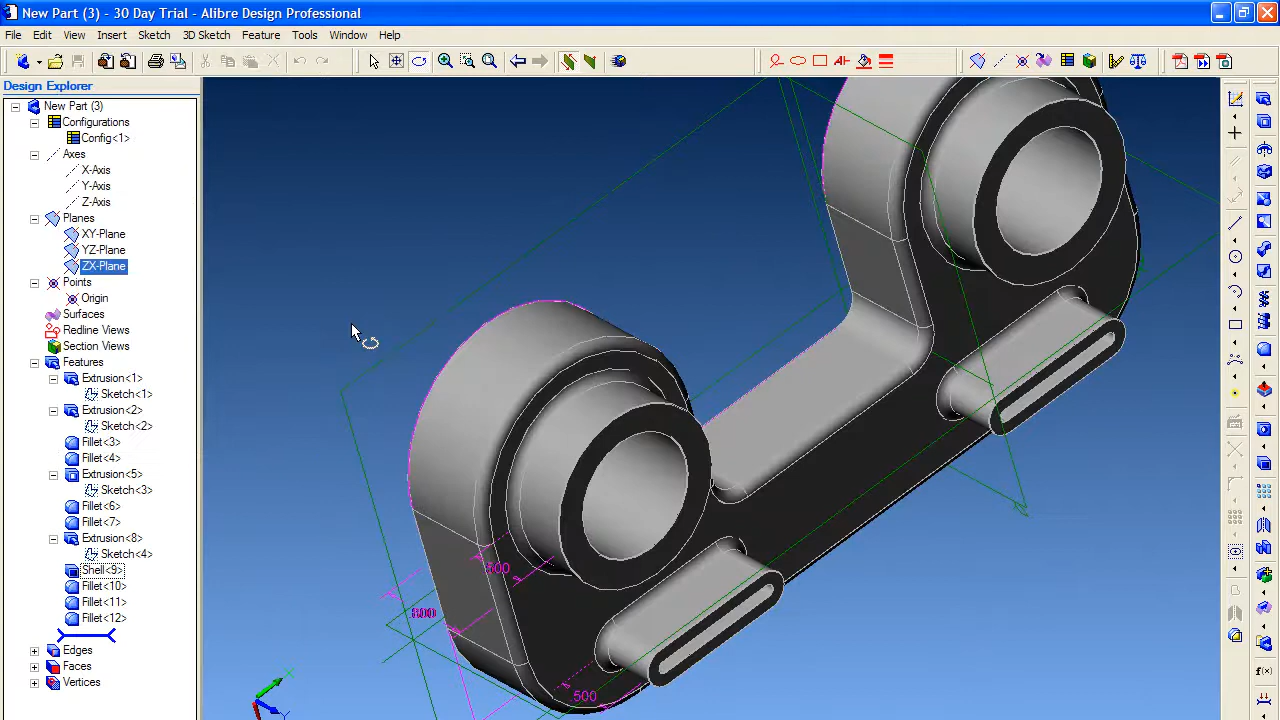 New Part (3) - 30 Day Trial - Alibre Design Professional
File Edit View Insert Sketch 3D Sketch Feature Tools Window Help
Design Explorer
New Part (3)
Configurations
Config<1>
Axes
X-Axis
Y-Axis
Z-Axis
Planes
XY-Plane
YZ-Plane
ZX-Plane
Points
Origin
Surfaces
Redline Views
Section Views
Features
Extrusion<1>
Sketch<1>
Extrusion<2>
Sketch<2>
Fillet<3>
Fillet<4>
Extrusion<5>
Sketch<3>
Fillet<6>
Fillet<7>
Extrusion<8>
Sketch<4>
Shell<9>
Fillet<10>
Fillet<11>
Fillet<12>
Edges
Faces
Vertices
500
800
500
X
f(x)